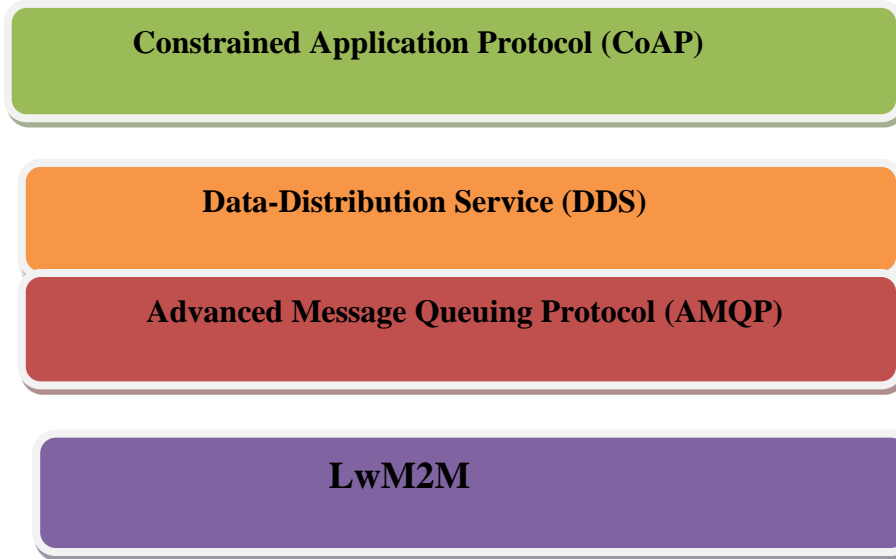 Constrained Application Protocol (CoAP)
Data-Distribution Service (DDS)
Advanced Message Queuing Protocol (AMQP)
LwM2M